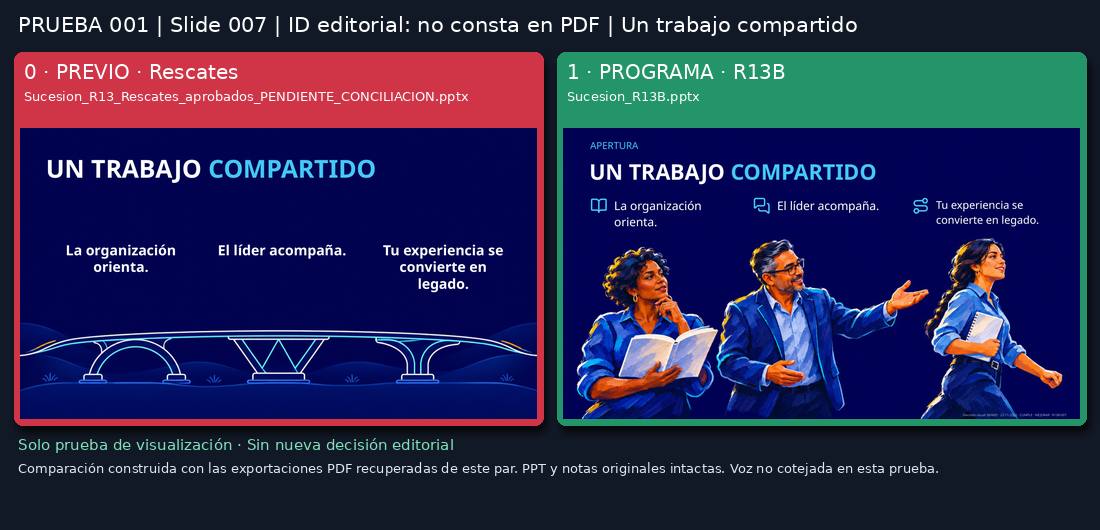 PRUEBA 001 | Slide 007 | ID editorial: no consta en PDF | Un trabajo compartido
0 · PREVIO · Rescates
Sucesion_R13_Rescates_aprobados_PENDIENTE_CONCILIACION.pptx
UN TRABAJO COMPARTIDO
La organización
orienta.
El líder acompaña.
Tu experiencia se
convierte en
legado.
1 · PROGRAMA · R13B
Sucesion_R13B.pptx
APERTURA
UN TRABAJO COMPARTIDO
La organización
orienta.
El líder acompaña.
Tu experiencia se
convierte en legado.
Solo prueba de visualización · Sin nueva decisión editorial
Comparación construida con las exportaciones PDF recuperadas de este par. PPT y notas originales intactas. Voz no cotejada en esta prueba.